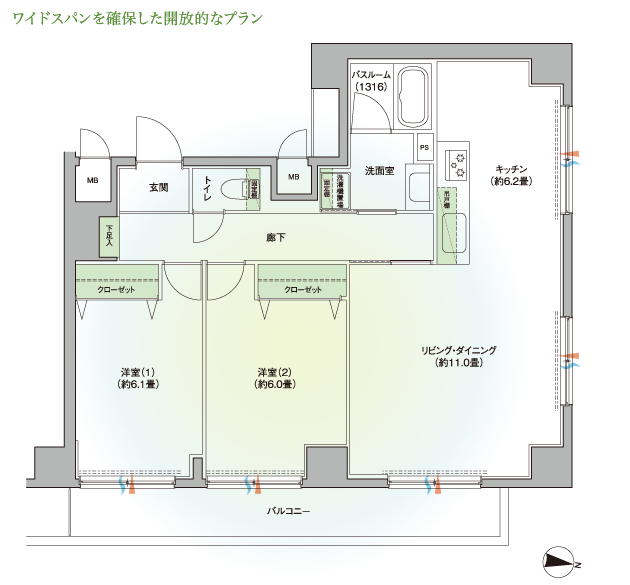 ワイドスパンを確保した開放的なプラン
バスルーム
(1316)
PS
キッチン
(約6.2畳)
洗面室
MB
玄関
トイレ
固定棚
MB
固定棚
洗濯機置場
吊戸棚
下足入
廊下
クローゼット
クローゼット
洋室(1)
(約6.1畳)
洋室(2)
(約6.0畳)
リビング・ダイニング
(約11.0畳)
バルコニー
N